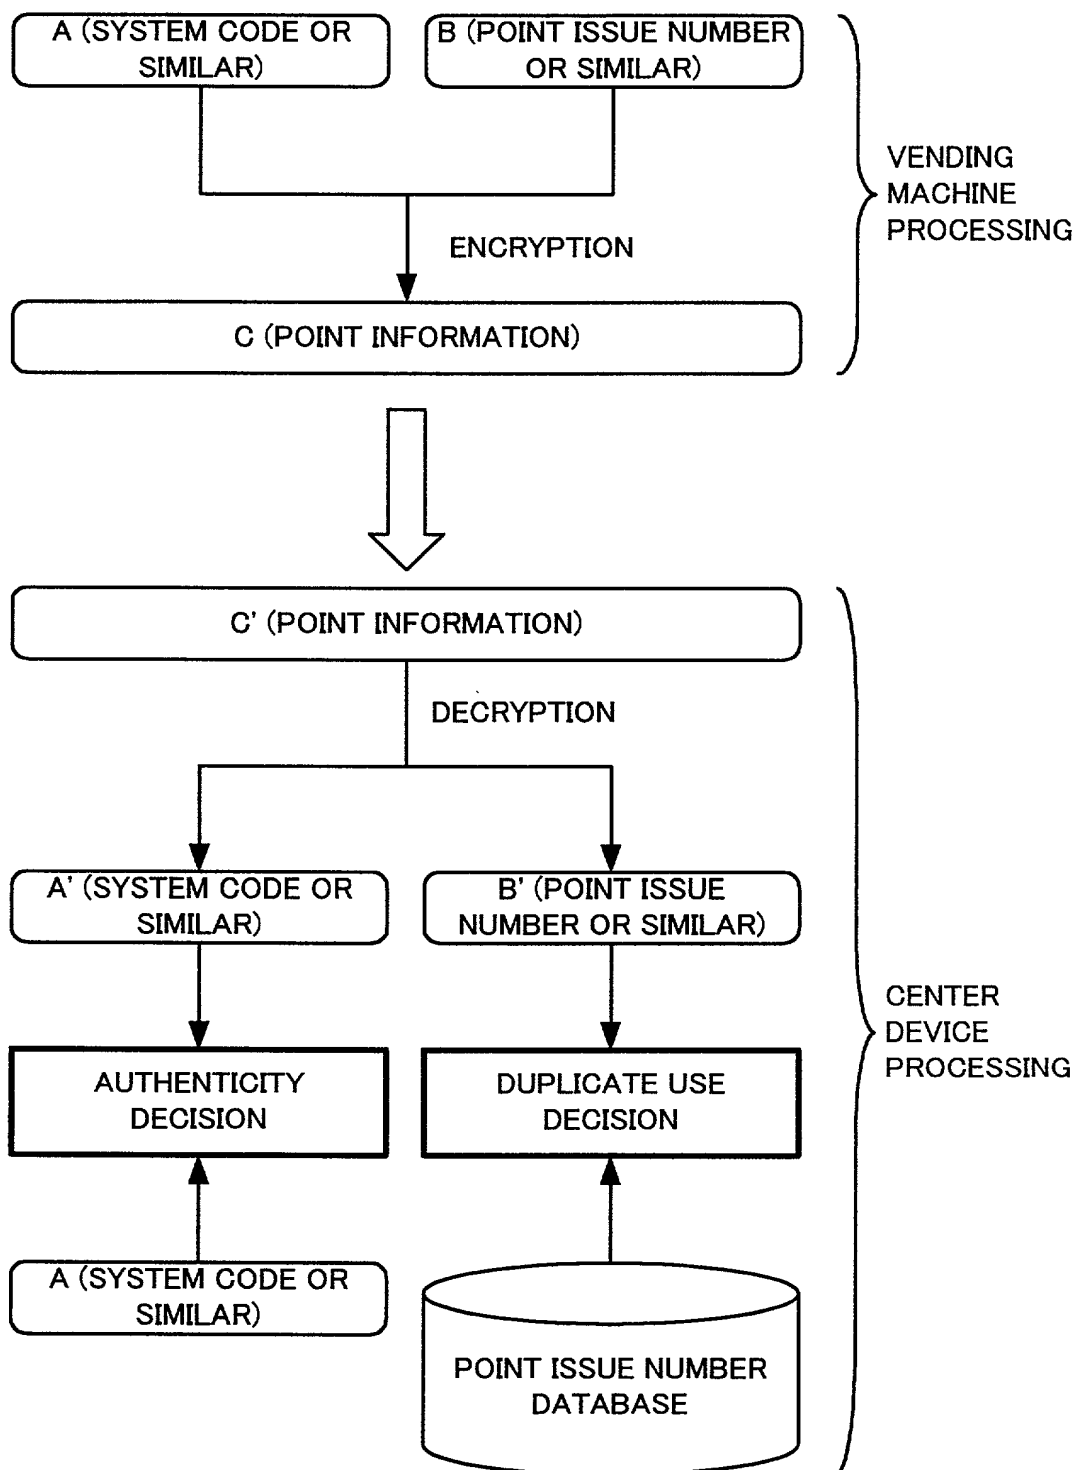 A (SYSTEM CODE OR
SIMILAR)
B (POINT ISSUE NUMBER
OR SIMILAR)
VENDING
MACHINE
PROCESSING
ENCRYPTION
C (POINT INFORMATION)
C' (POINT INFORMATION)
DECRYPTION
A' (SYSTEM CODE OR
SIMILAR)
B' (POINT ISSUE
NUMBER OR SIMILAR)
CENTER
DEVICE
PROCESSING
AUTHENTICITY
DECISION
DUPLICATE USE
DECISION
A (SYSTEM CODE OR
SIMILAR)
POINT ISSUE NUMBER
DATABASE